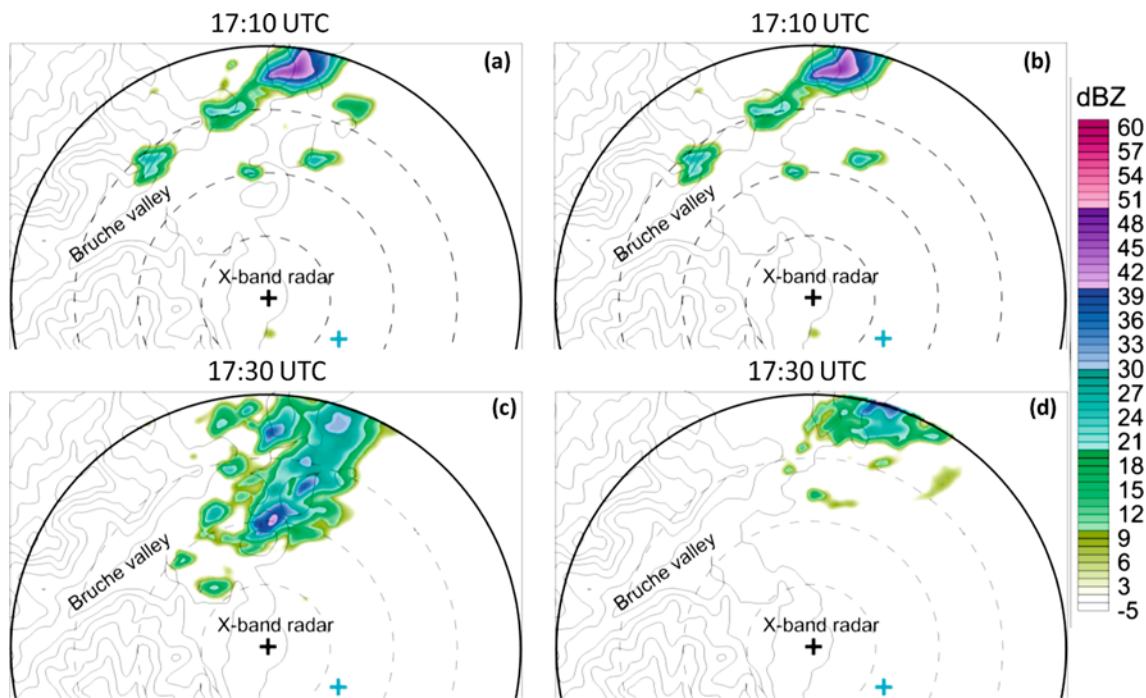 17:10 UTC
17:10 UTC
(a)
(b)
Bruche valley
X-band radar
Bruche valley
X-band radar
17:30 UTC
17:30 UTC
(c)
(d)
Bruche valley
X-band radar
Bruche valley
X-band radar
dBZ
60
57
54
51
48
45
42
39
36
33
30
27
24
21
18
15
12
9
6
3
-5